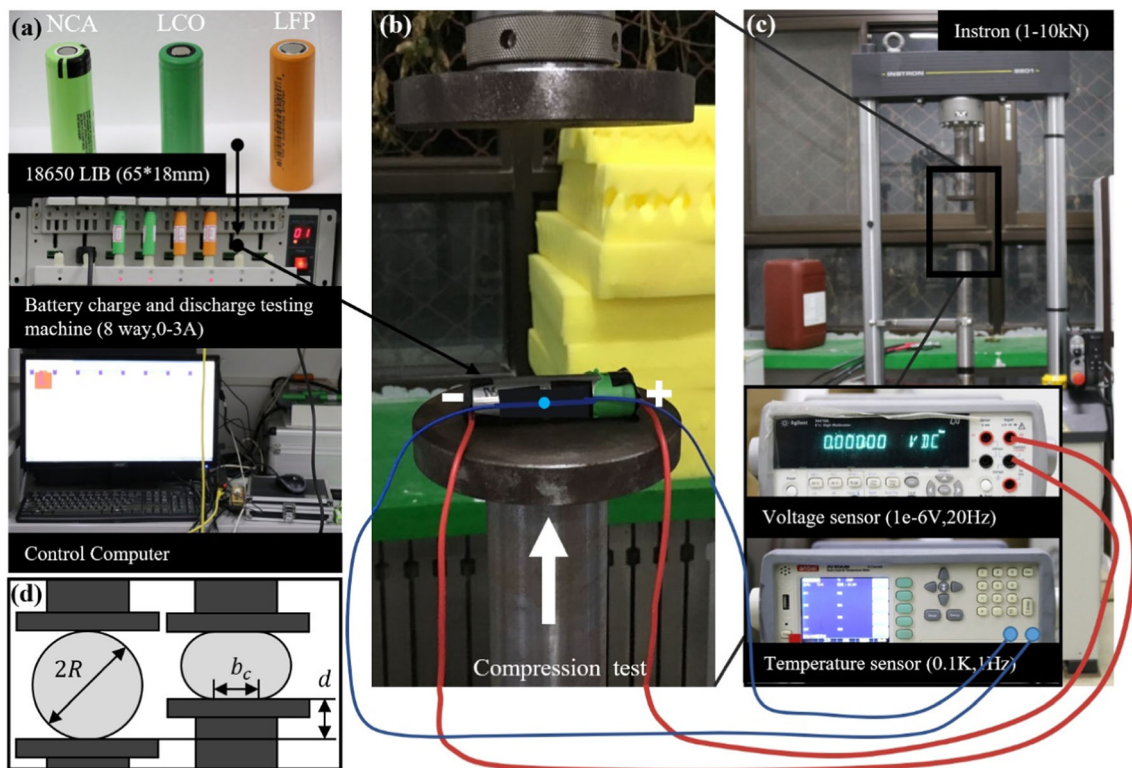 (a)
NCA
LCO
LFP
18650 LIB (65*18mm)
01
Battery charge and discharge testing
machine (8 way,0-3A)
Control Computer
(b)
-
+
Compression test
(c)
Instron (1-10kN)
INSTRON
8801
Agilent
0.00000 VDC
Voltage sensor (1e-6V,20Hz)
Temperature sensor (0.1K,1Hz)
(d)
2R
b_c
d